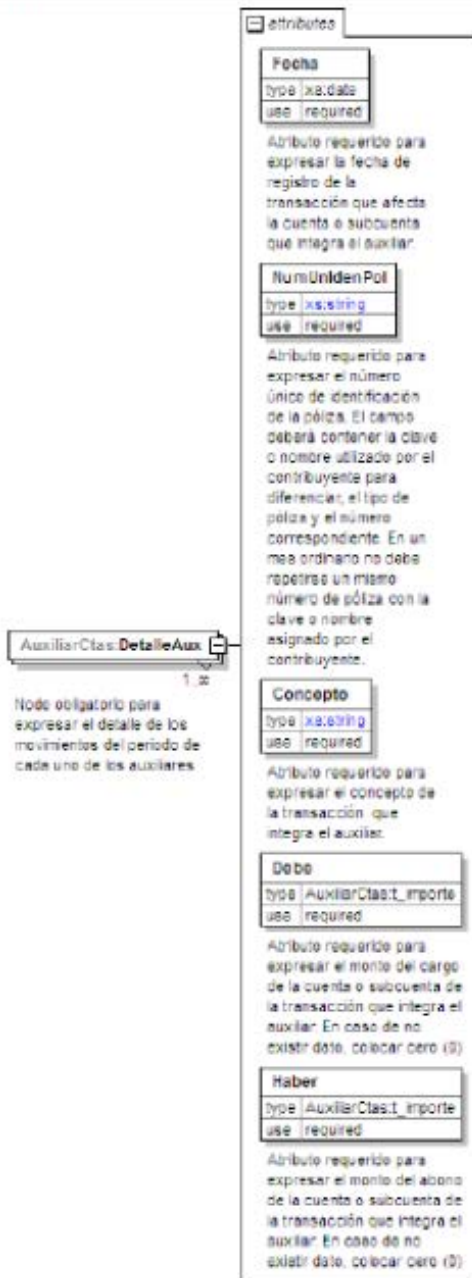 attributes
Fecha
type xs:date
use required
Atributo requerido para
expresar la fecha de
registro de la
transacción que afecta
la cuenta o subcuenta
que integra el auxiliar.
NumUnIdenPol
type xs:string
use required
Atributo requerido para
expresar el número
único de identificación
de la póliza. El campo
deberá contener la clave
o nombre utilizado por el
contribuyente para
diferenciar, el tipo de
póliza y el número
correspondiente. En un
mes ordinario no debe
repetirse un mismo
número de póliza con la
clave o nombre
asignado por el
contribuyente.
AuxiliarCtas:DetalleAux
1..∞
Nodo obligatorio para
expresar el detalle de los
movimientos del periodo de
cada uno de los auxiliares
Concepto
type xs:string
use required
Atributo requerido para
expresar el concepto de
la transacción que
integra el auxiliar.
Debe
type AuxiliarCtas:t_importe
use required
Atributo requerido para
expresar el monto del cargo
de la cuenta o subcuenta de
la transacción que integra el
auxiliar. En caso de no
existir dato, colocar cero (0)
Haber
type AuxiliarCtas:t_importe
use required
Atributo requerido para
expresar el monto del abono
de la cuenta o subcuenta de
la transacción que integra el
auxiliar. En caso de no
existir dato, colocar cero (0)